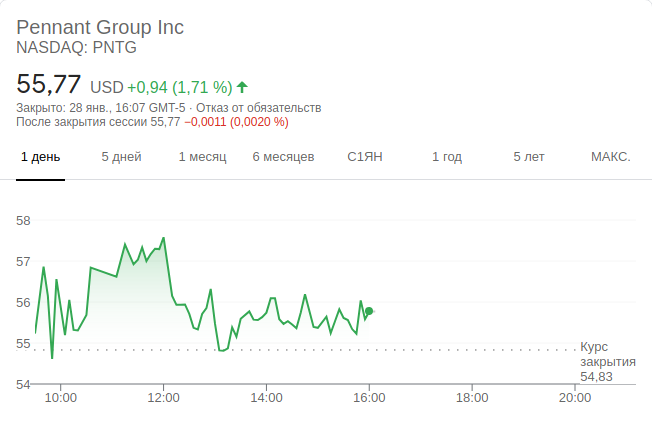 Pennant Group Inc
NASDAQ: PNTG
55,77 USD +0,94 (1,71 %)
Закрыто: 28 янв., 16:07 GMT-5 · Отказ от обязательств
После закрытия сессии 55,77 −0,0011 (0,0020 %)
1 день 5 дней 1 месяц 6 месяцев С1ЯН 1 год 5 лет МАКС.
58
57
56
55
54
Курс
закрытия
54,83
10:00 12:00 14:00 16:00 18:00 20:00